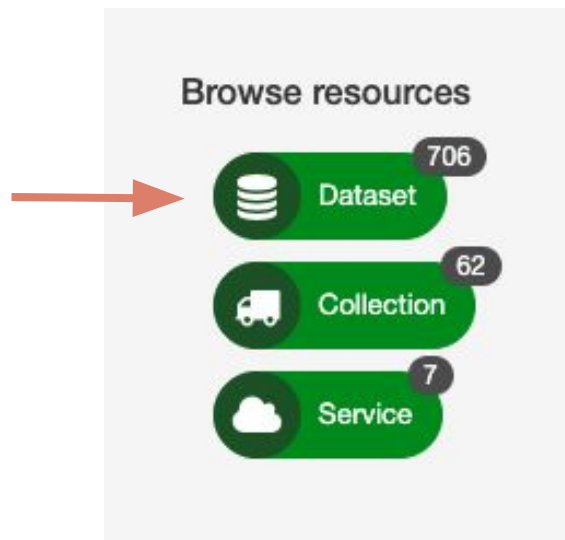 Browse resources
706
Dataset
62
Collection
7
Service